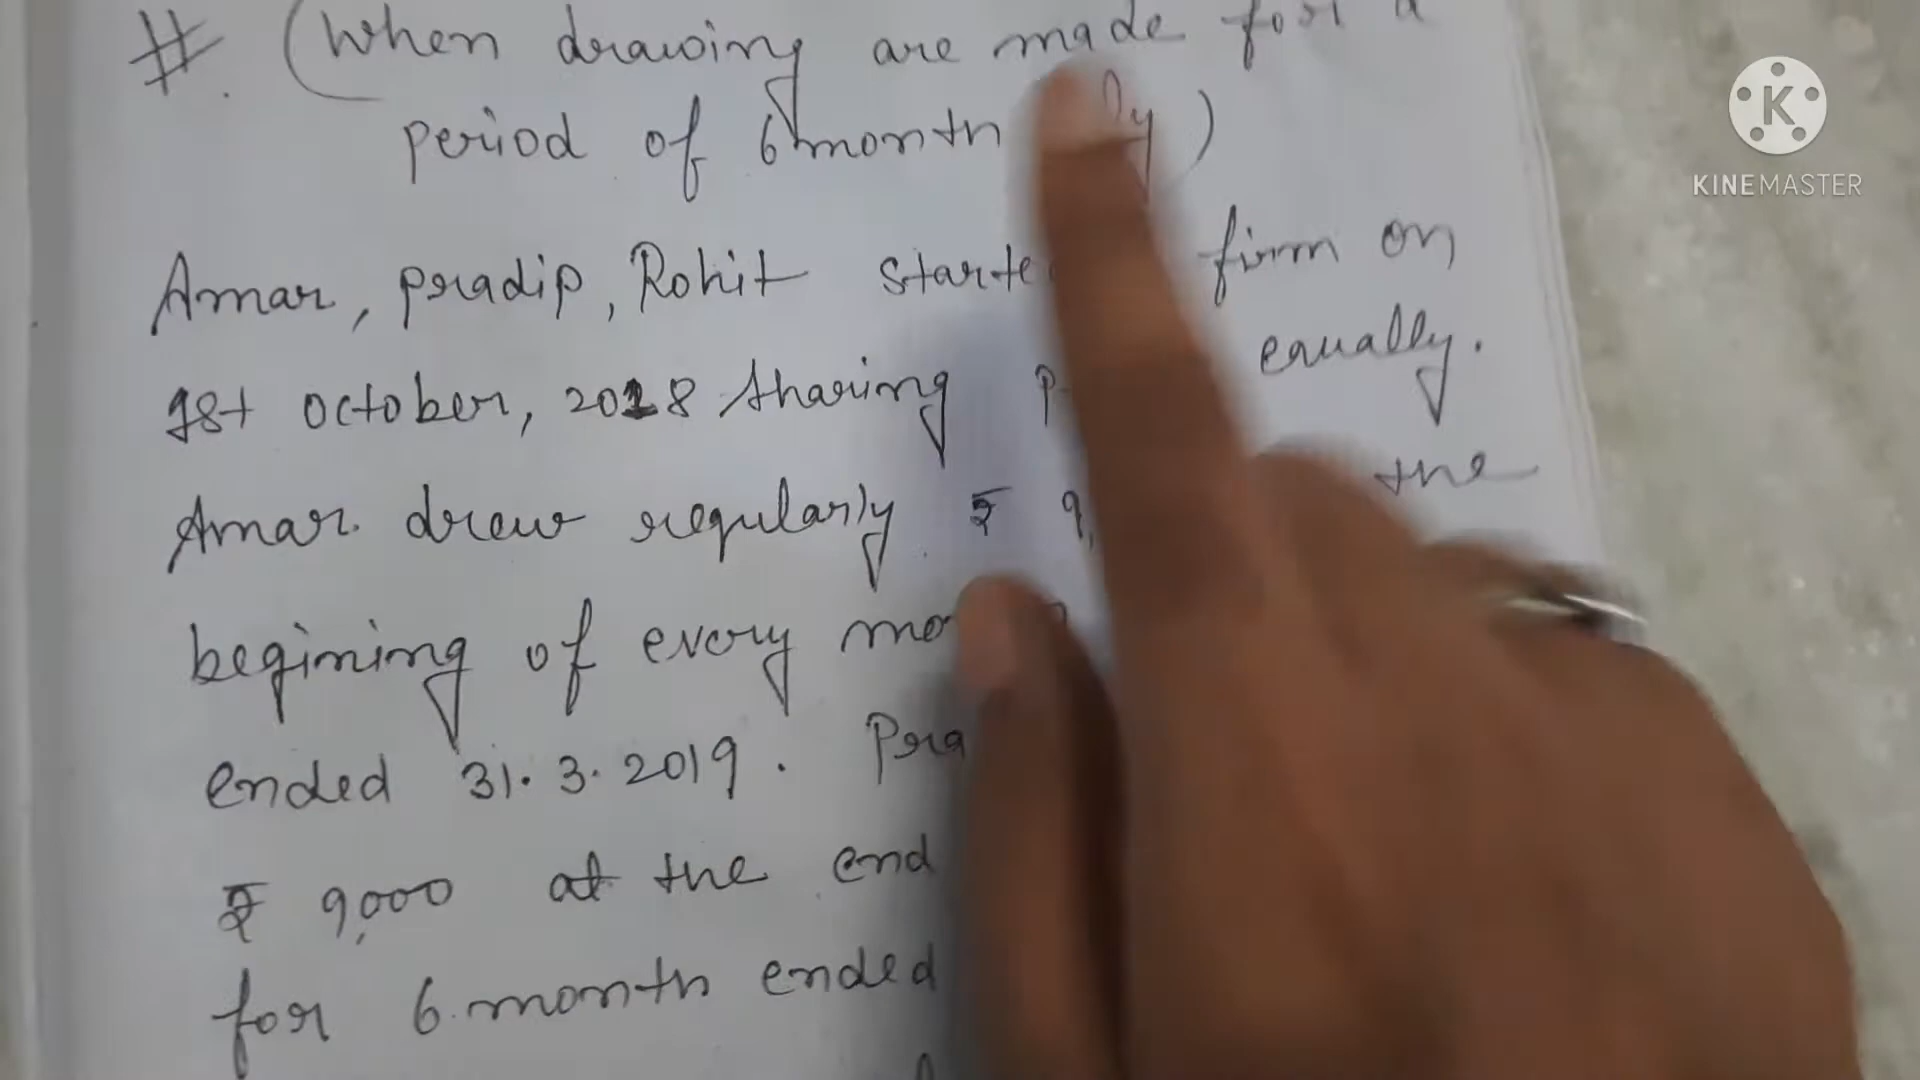 #. (When drawing are made for a
period of 6 month ly)
KINEMASTER
Amar, pradip, Rohit starte firm on
1st october, 2018 sharing equally.
Amar. drew regularly. ₹ 9, the
begining of every mo
ended 31.3.2019. Pra
₹ 9,000 at the end
for 6 month ended